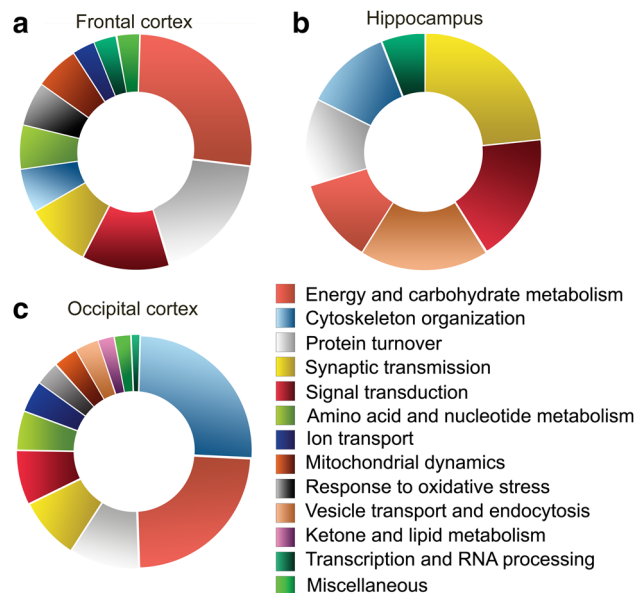 a
Frontal cortex
b
Hippocampus
c
Occipital cortex
Energy and carbohydrate metabolism
Cytoskeleton organization
Protein turnover
Synaptic transmission
Signal transduction
Amino acid and nucleotide metabolism
Ion transport
Mitochondrial dynamics
Response to oxidative stress
Vesicle transport and endocytosis
Ketone and lipid metabolism
Transcription and RNA processing
Miscellaneous